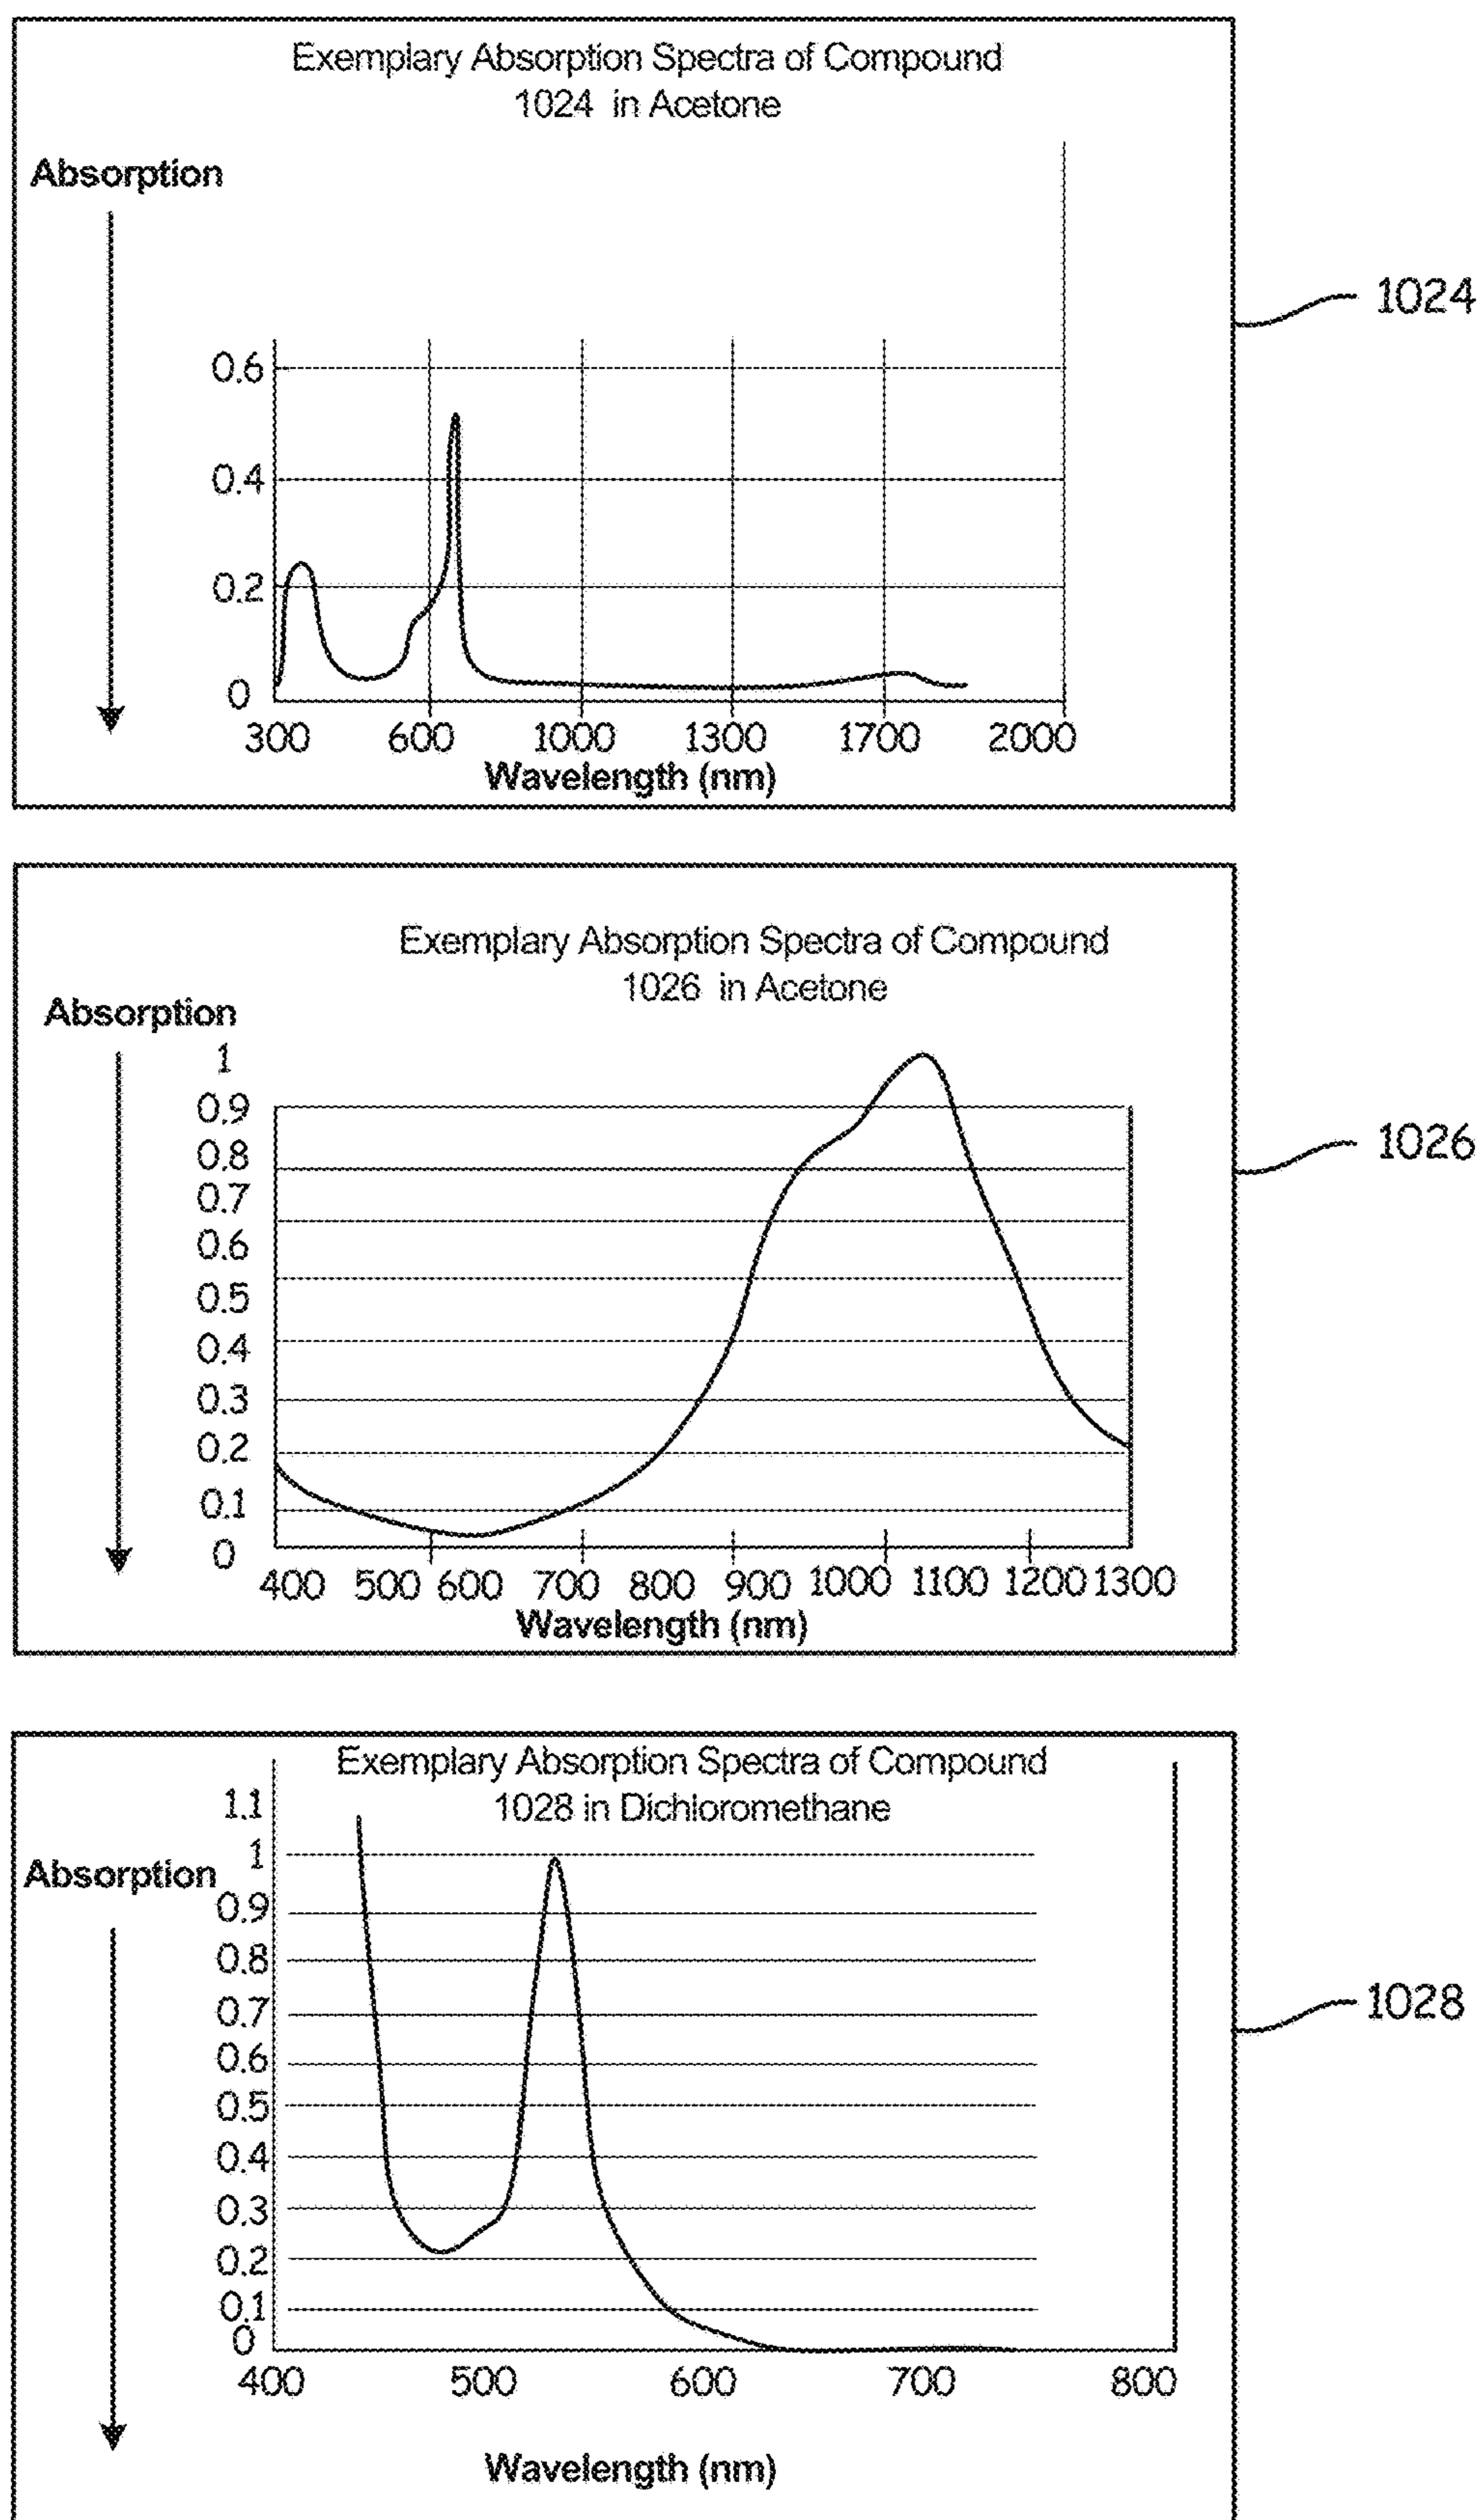 Exemplary Absorption Spectra of Compound
1024 in Acetone
Absorption
1024
0.6
0.4
0.2
0
300 600 1000 1300 1700 2000
Wavelength (nm)
Exemplary Absorption Spectra of Compound
1026 in Acetone
Absorption
1
0.9
1026
0.8
0.7
0.6
0.5
0.4
0.3
0.2
0.1
0
400 500 600 700 800 900 1000 1100 1200 1300
Wavelength (nm)
Exemplary Absorption Spectra of Compound
1028 in Dichloromethane
1.1
1
Absorption
0.9
0.8
0.7
1028
0.6
0.5
0.4
0.3
0.2
0.1
0
400 500 600 700 800
Wavelength (nm)